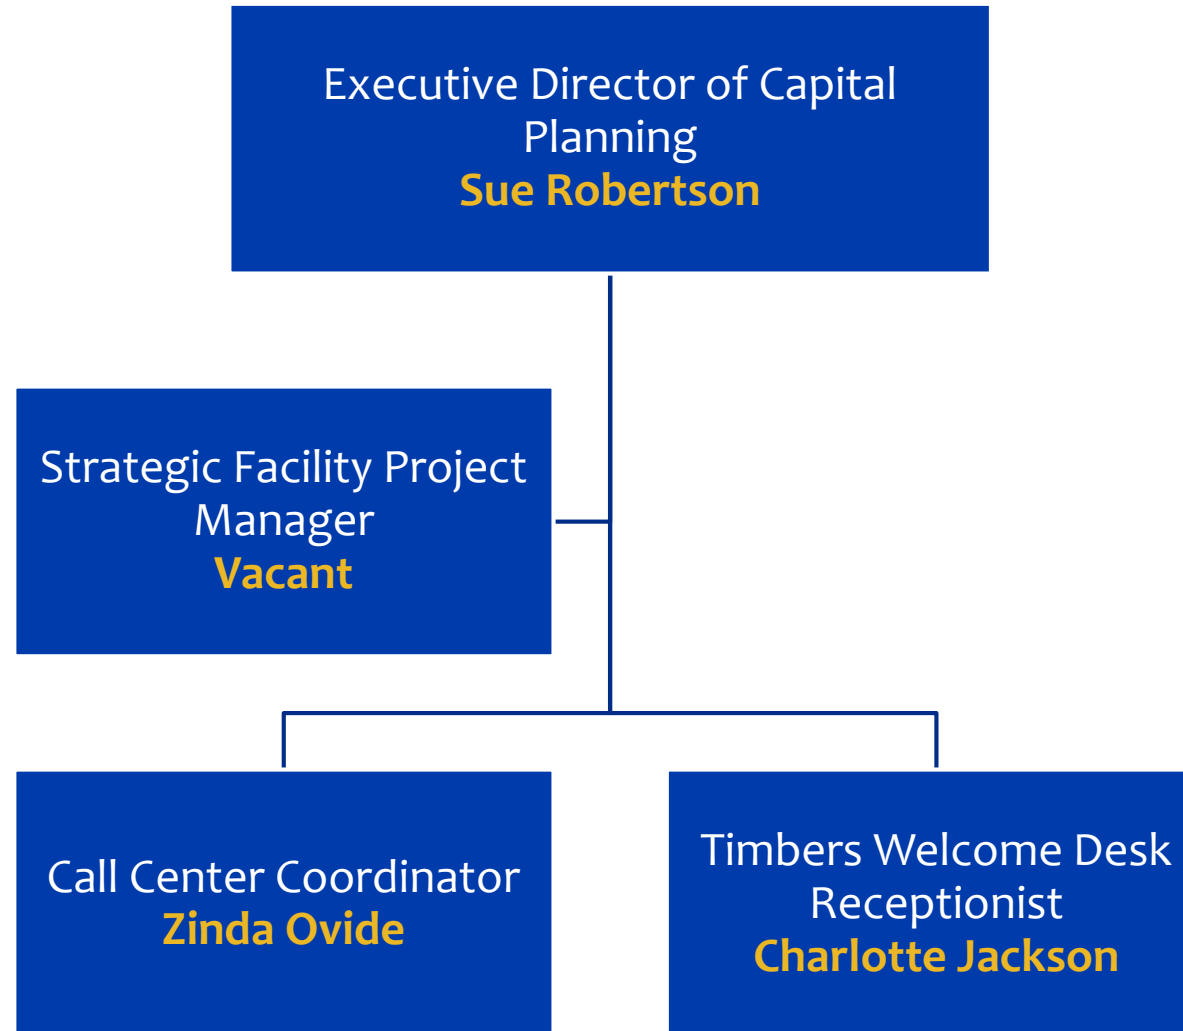 Executive Director of Capital
Planning
Sue Robertson
Strategic Facility Project
Manager
Vacant
Call Center Coordinator
Zinda Ovide
Timbers Welcome Desk
Receptionist
Charlotte Jackson